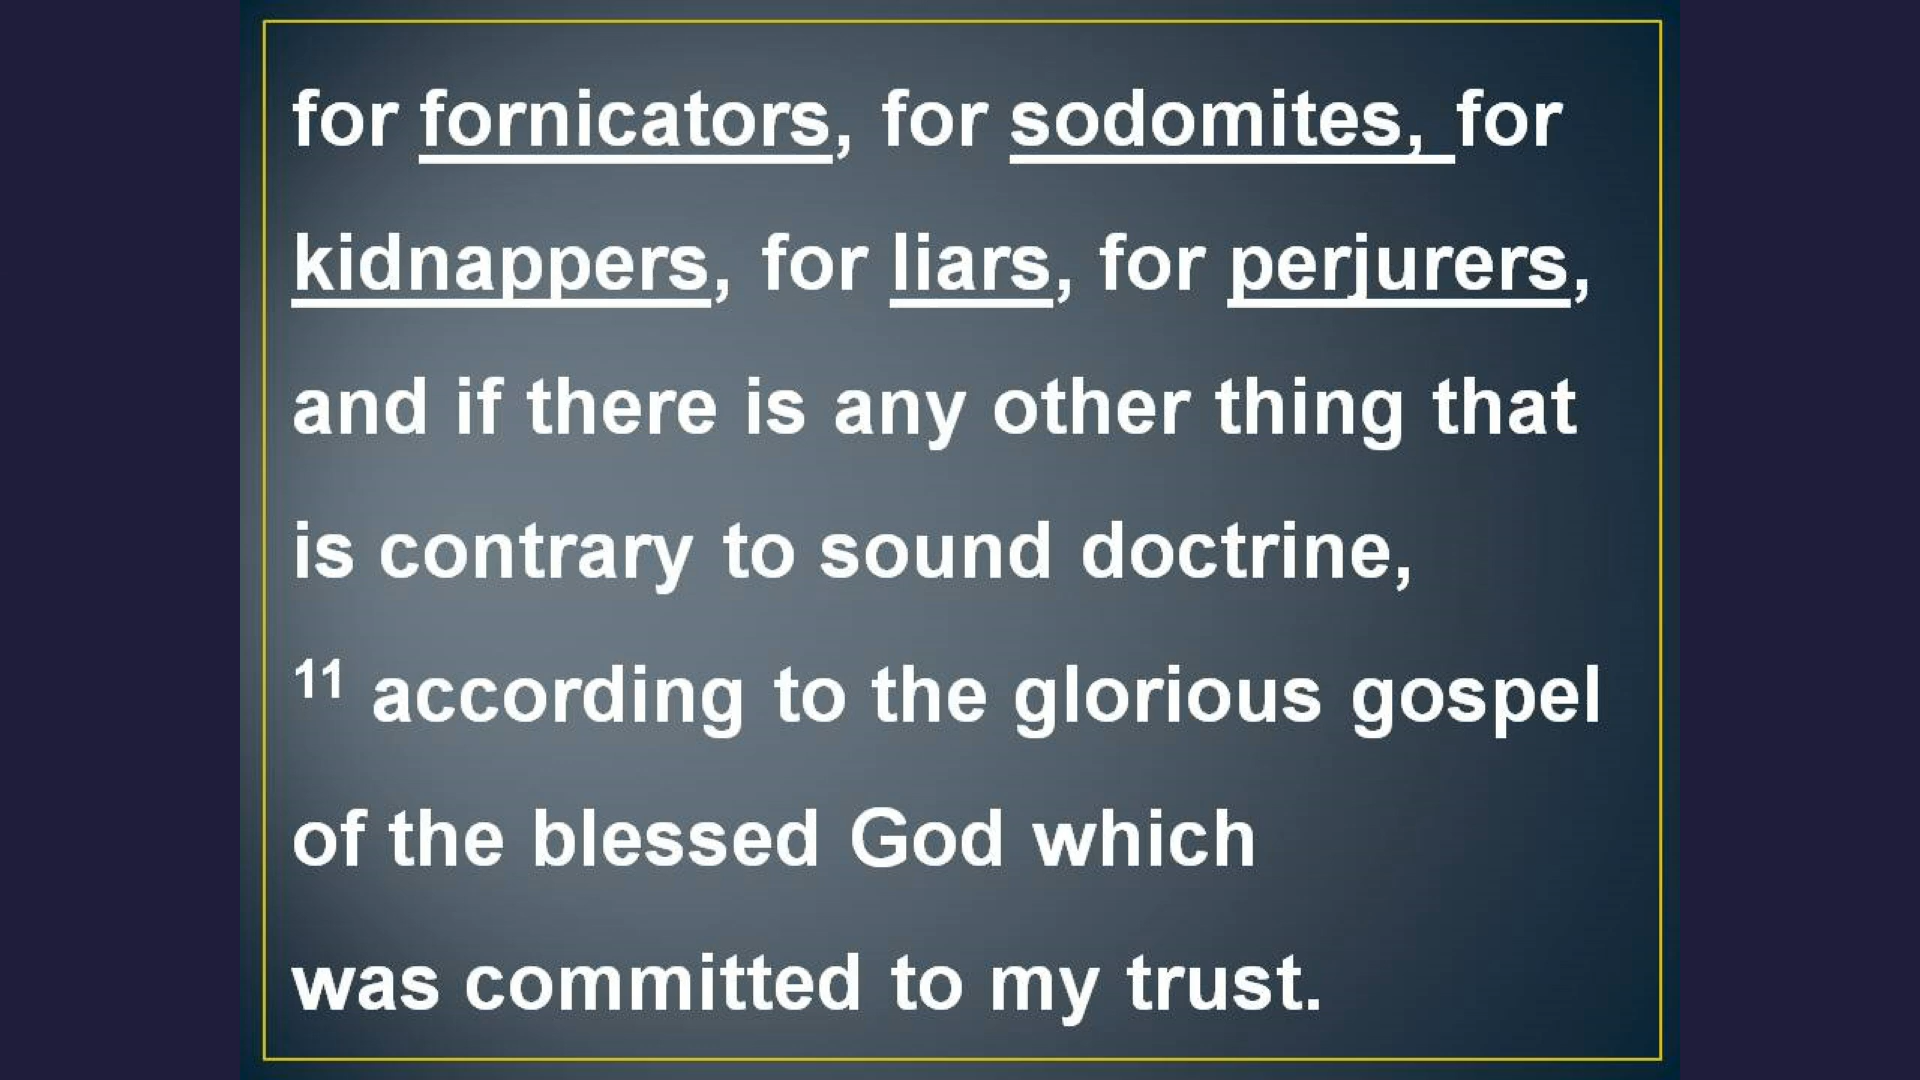 for fornicators, for sodomites, for
kidnappers, for liars, for perjurers,
and if there is any other thing that
is contrary to sound doctrine,
11 according to the glorious gospel
of the blessed God which
was committed to my trust.